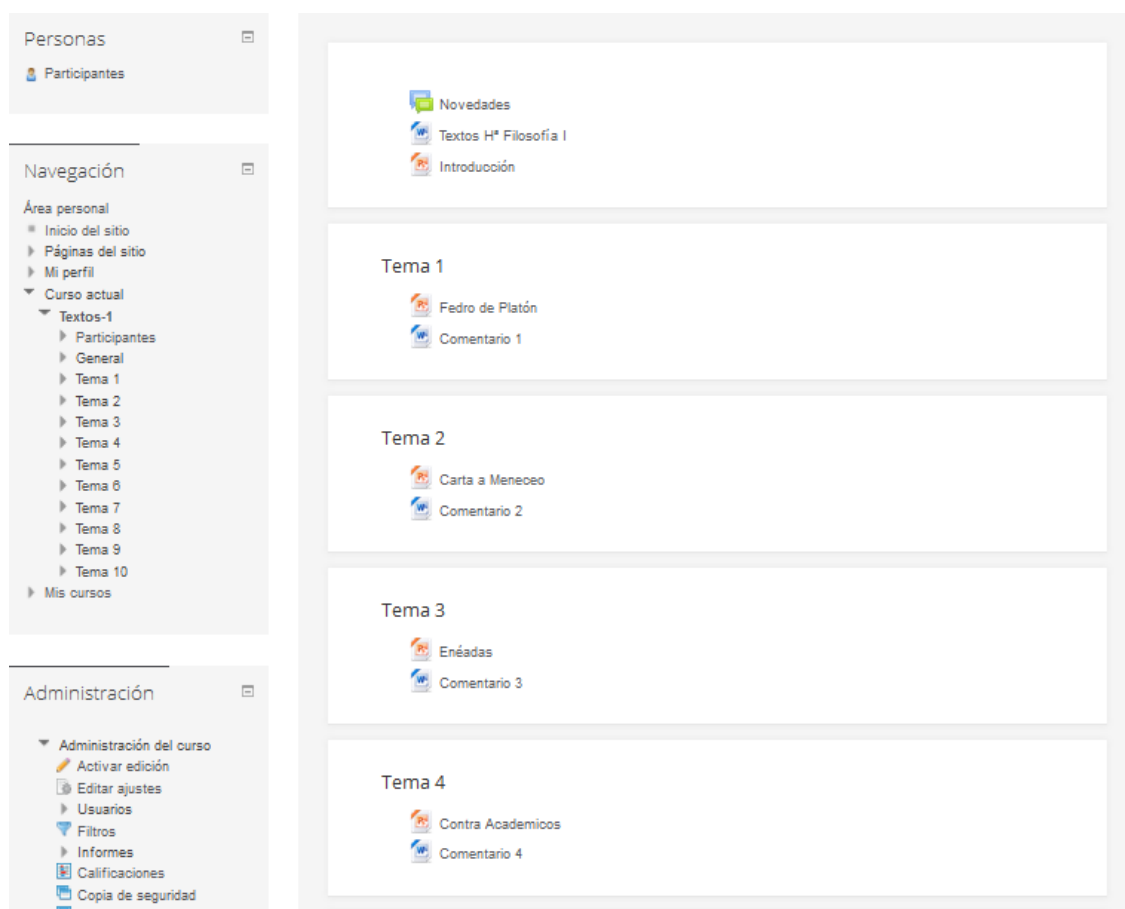 Personas
Participantes
Navegación
Área personal
Inicio del sitio
Páginas del sitio
Mi perfil
Curso actual
Textos-1
Participantes
General
Tema 1
Tema 2
Tema 3
Tema 4
Tema 5
Tema 6
Tema 7
Tema 8
Tema 9
Tema 10
Mis cursos
Administración
Administración del curso
Activar edición
Editar ajustes
Usuarios
Filtros
Informes
Calificaciones
Copia de seguridad
Novedades
Textos Hª Filosofía I
Introducción
Tema 1
Fedro de Platón
Comentario 1
Tema 2
Carta a Meneceo
Comentario 2
Tema 3
Enéadas
Comentario 3
Tema 4
Contra Academicos
Comentario 4